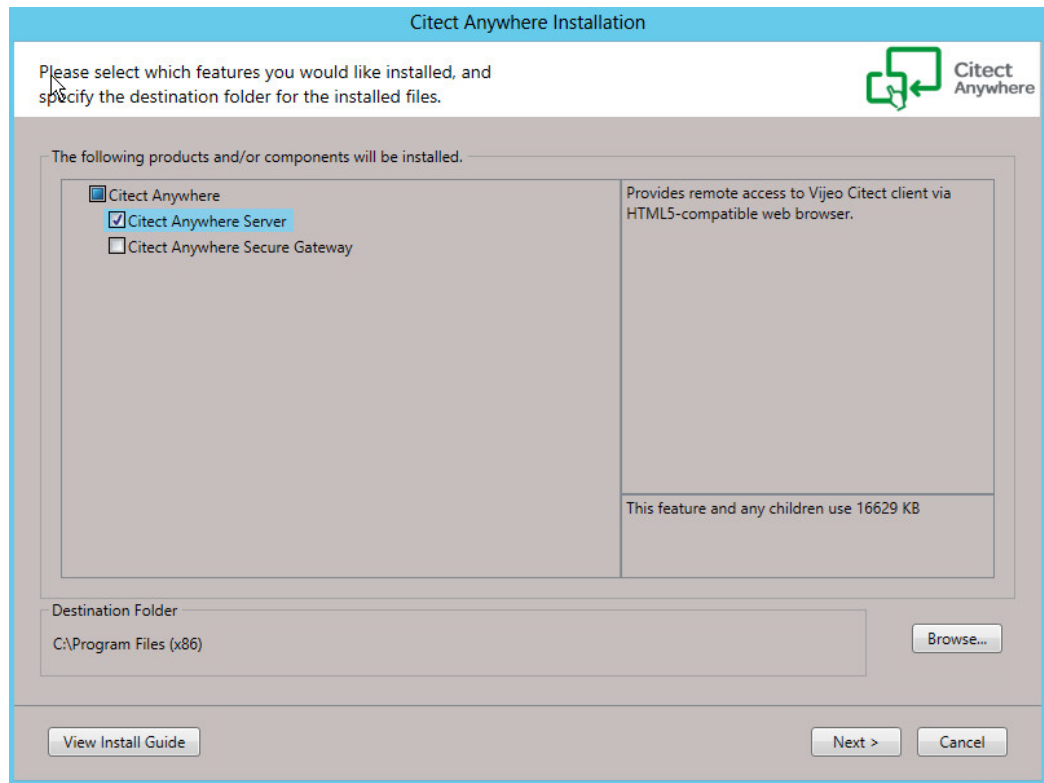 Citect Anywhere Installation
Please select which features you would like installed, and
specify the destination folder for the installed files.
Citect
Anywhere
The following products and/or components will be installed.
Citect Anywhere
Citect Anywhere Server
Citect Anywhere Secure Gateway
Provides remote access to Vijeo Citect client via
HTML5-compatible web browser.
This feature and any children use 16629 KB
Destination Folder
C:\Program Files (x86)
Browse...
View Install Guide
Next >
Cancel